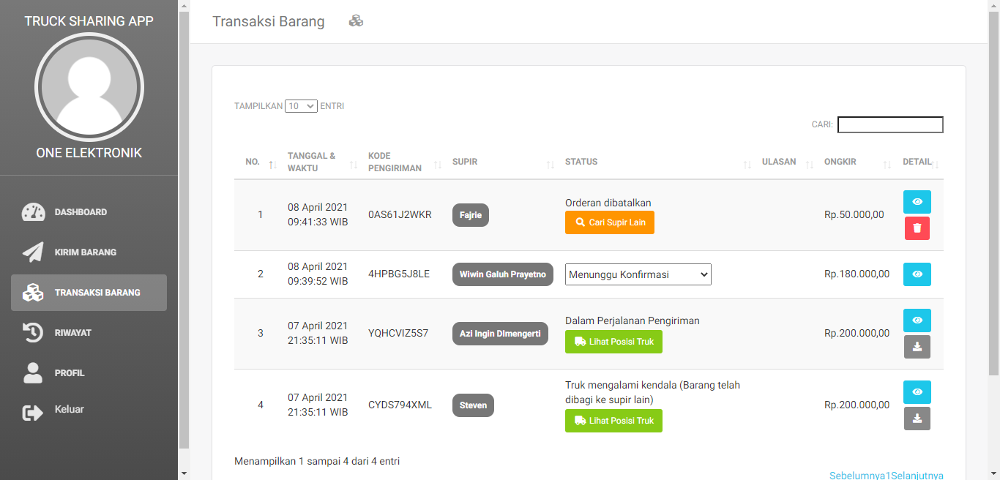 TRUCK SHARING APP
ONE ELEKTRONIK
DASHBOARD
KIRIM BARANG
TRANSAKSI BARANG
RIWAYAT
PROFIL
Keluar
Transaksi Barang
TAMPILKAN 10 ENTRI
CARI:
NO. TANGGAL & WAKTU KODE PENGIRIMAN SUPIR STATUS ULASAN ONGKIR DETAIL
1 08 April 2021 09:41:33 WIB 0AS61J2WKR Fajrie Orderan dibatalkan Rp.50.000,00
Cari Supir Lain
2 08 April 2021 09:39:52 WIB 4HPBG5J8LE Wiwin Galuh Prayetno Menunggu Konfirmasi Rp.180.000,00
3 07 April 2021 21:35:11 WIB YQHCVIZ5S7 Azi Ingin DImengerti Dalam Perjalanan Pengiriman Rp.200.000,00
Lihat Posisi Truk
4 07 April 2021 21:35:11 WIB CYDS794XML Steven Truk mengalami kendala (Barang telah dibagi ke supir lain) Rp.200.000,00
Lihat Posisi Truk
Menampilkan 1 sampai 4 dari 4 entri
Sebelumnya1Selanjutnya